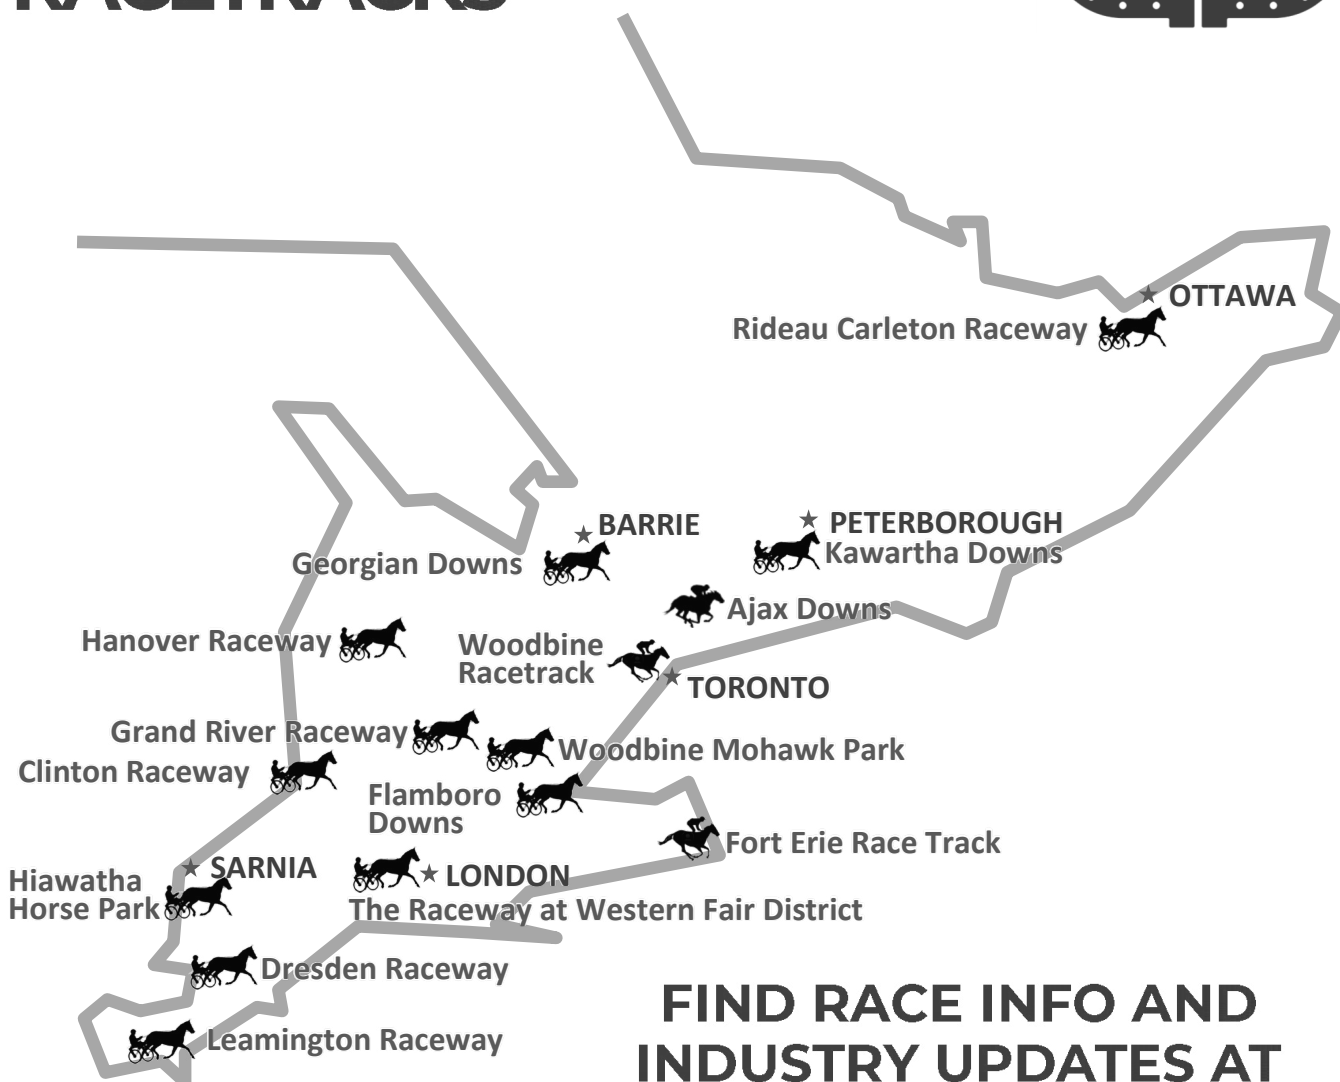 RACETRACKS
OTTAWA
Rideau Carleton Raceway
BARRIE
PETERBOROUGH
Georgian Downs
Kawartha Downs
Ajax Downs
Hanover Raceway
Woodbine
Racetrack
TORONTO
Grand River Raceway
Woodbine Mohawk Park
Clinton Raceway
Flamboro
Downs
Fort Erie Race Track
SARNIA
LONDON
Hiawatha
Horse Park
The Raceway at Western Fair District
Dresden Raceway
Leamington Raceway
FIND RACE INFO AND
INDUSTRY UPDATES AT